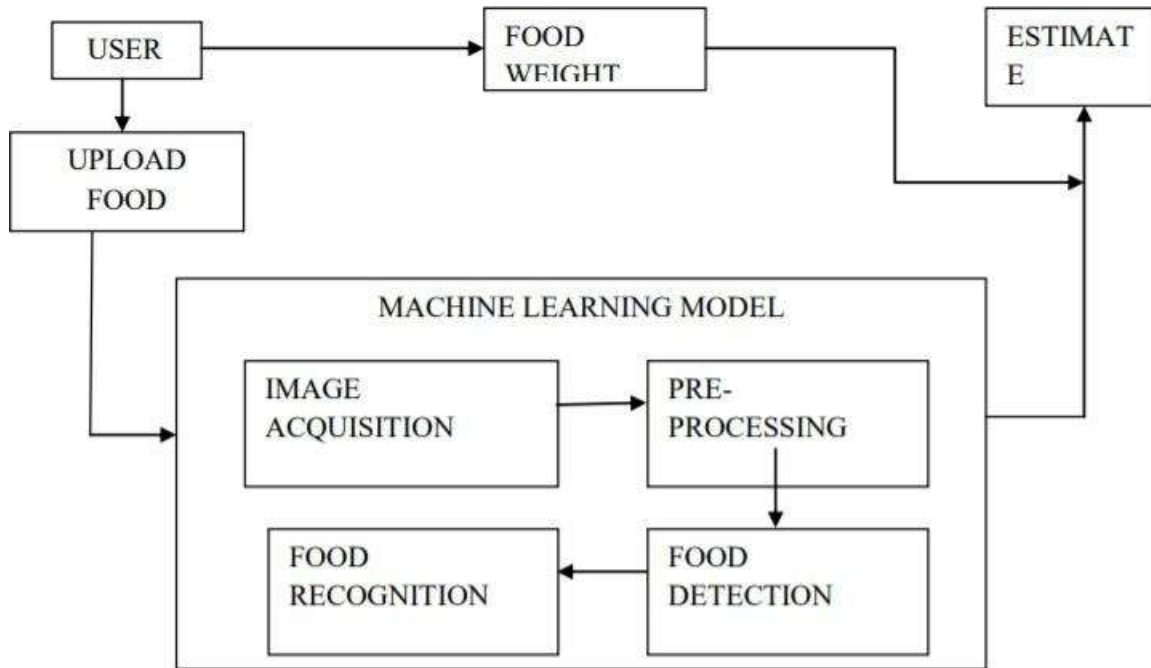 USER
FOOD
WEIGHT
ESTIMAT
E
UPLOAD
FOOD
MACHINE LEARNING MODEL
IMAGE
ACQUISITION
PRE-
PROCESSING
FOOD
RECOGNITION
FOOD
DETECTION